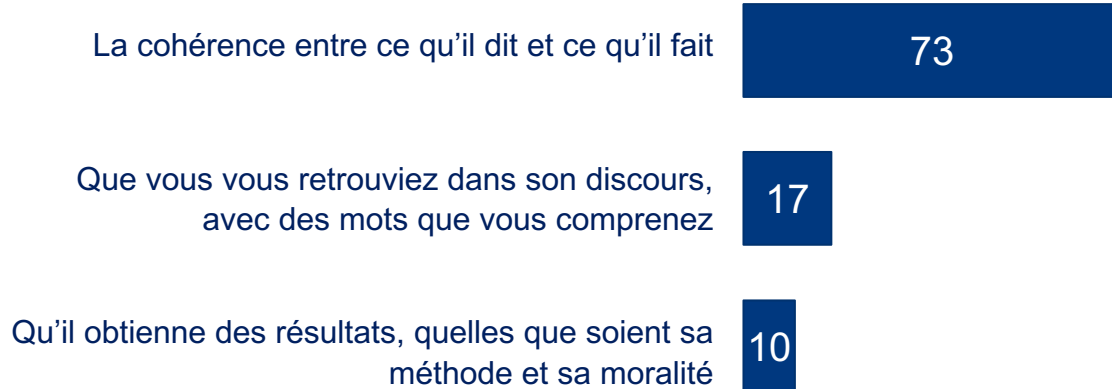 La cohérence entre ce qu'il dit et ce qu'il fait
73
Que vous vous retrouviez dans son discours,
avec des mots que vous comprenez
17
Qu'il obtienne des résultats, quelles que soient sa
méthode et sa moralité
10